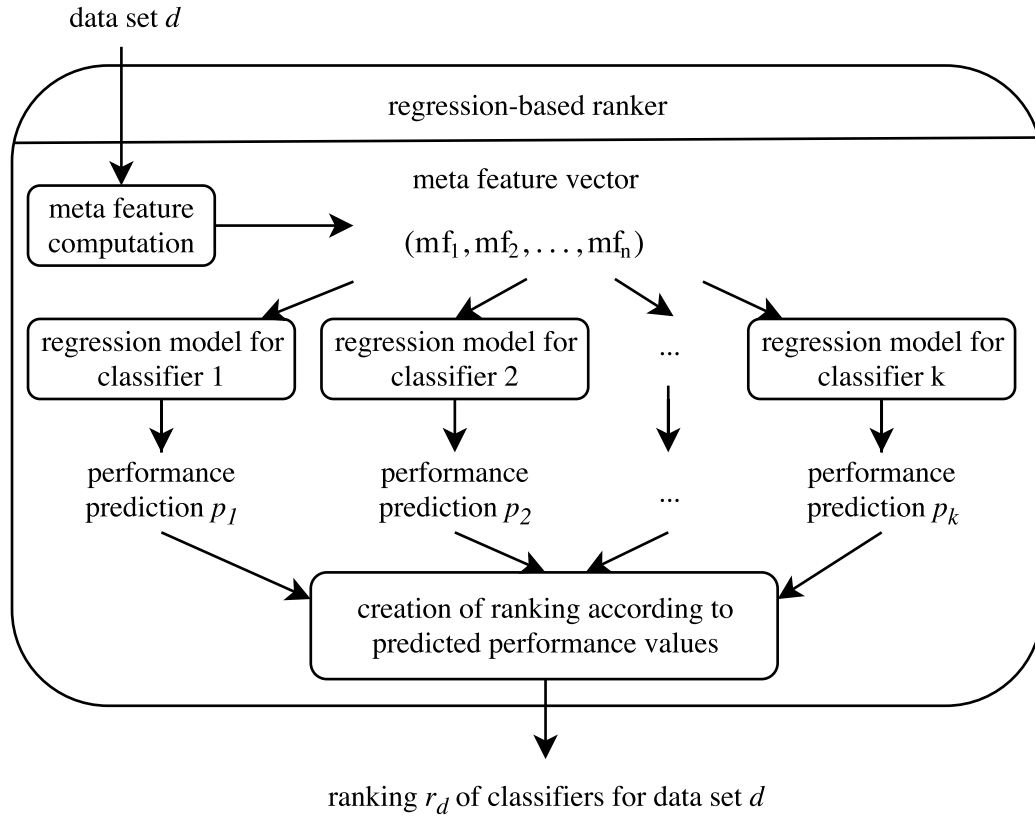 data set d
regression-based ranker
meta feature
computation
meta feature vector
(mf₁, mf₂, . . . , mfₙ)
regression model for
classifier 1
regression model for
classifier 2
...
regression model for
classifier k
performance
prediction p₁
performance
prediction p₂
...
performance
prediction pₖ
creation of ranking according to
predicted performance values
ranking r_d of classifiers for data set d